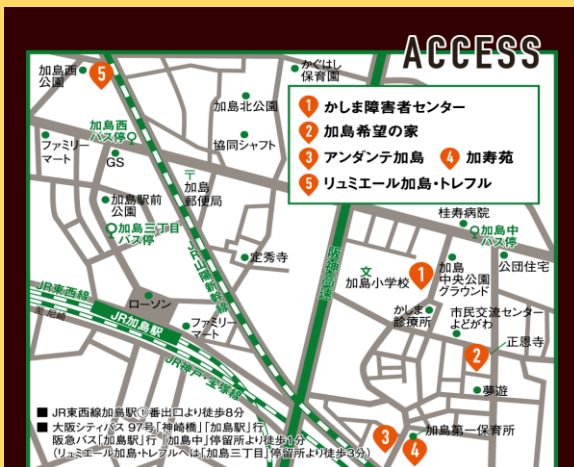 ACCESS
1 かしま障害者センター
2 加島希望の家
3 アンダンテ加島 4 加寿苑
5 リュミエール加島・トレフル
加島西
公園
5
かぐはし
保育園
加島北公園
加島西
バス停
ファミリー
マート
GS
協同シャフト
〒
加島
郵便局
加島駅前
公園
加島三丁目
バス停
定秀寺
JR山陽新幹線
阪神高速
桂寿病院
加島中
バス停
公団住宅
文
加島小学校
1
加島
中央公園
グラウンド
かしま
診療所
市民交流センター
よどがわ
正恩寺
2
夢遊
JR東西線
至 尼崎
ローソン
JR加島駅
ファミリー
マート
JR神戸・宝塚線
3
4
加島第一保育所
■ JR東西線加島駅①番出口より徒歩8分
■ 大阪シティバス 97号「神崎橋」「加島駅」行
阪急バス「加島駅」行 「加島中」停留所より徒歩1分
(リュミエール加島・トレフルへは「加島三丁目」停留所より徒歩3分)